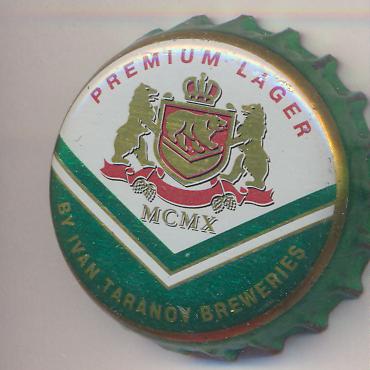 PREMIUM LAGER
MCMX
BY IVAN TARANOV BREWERIES